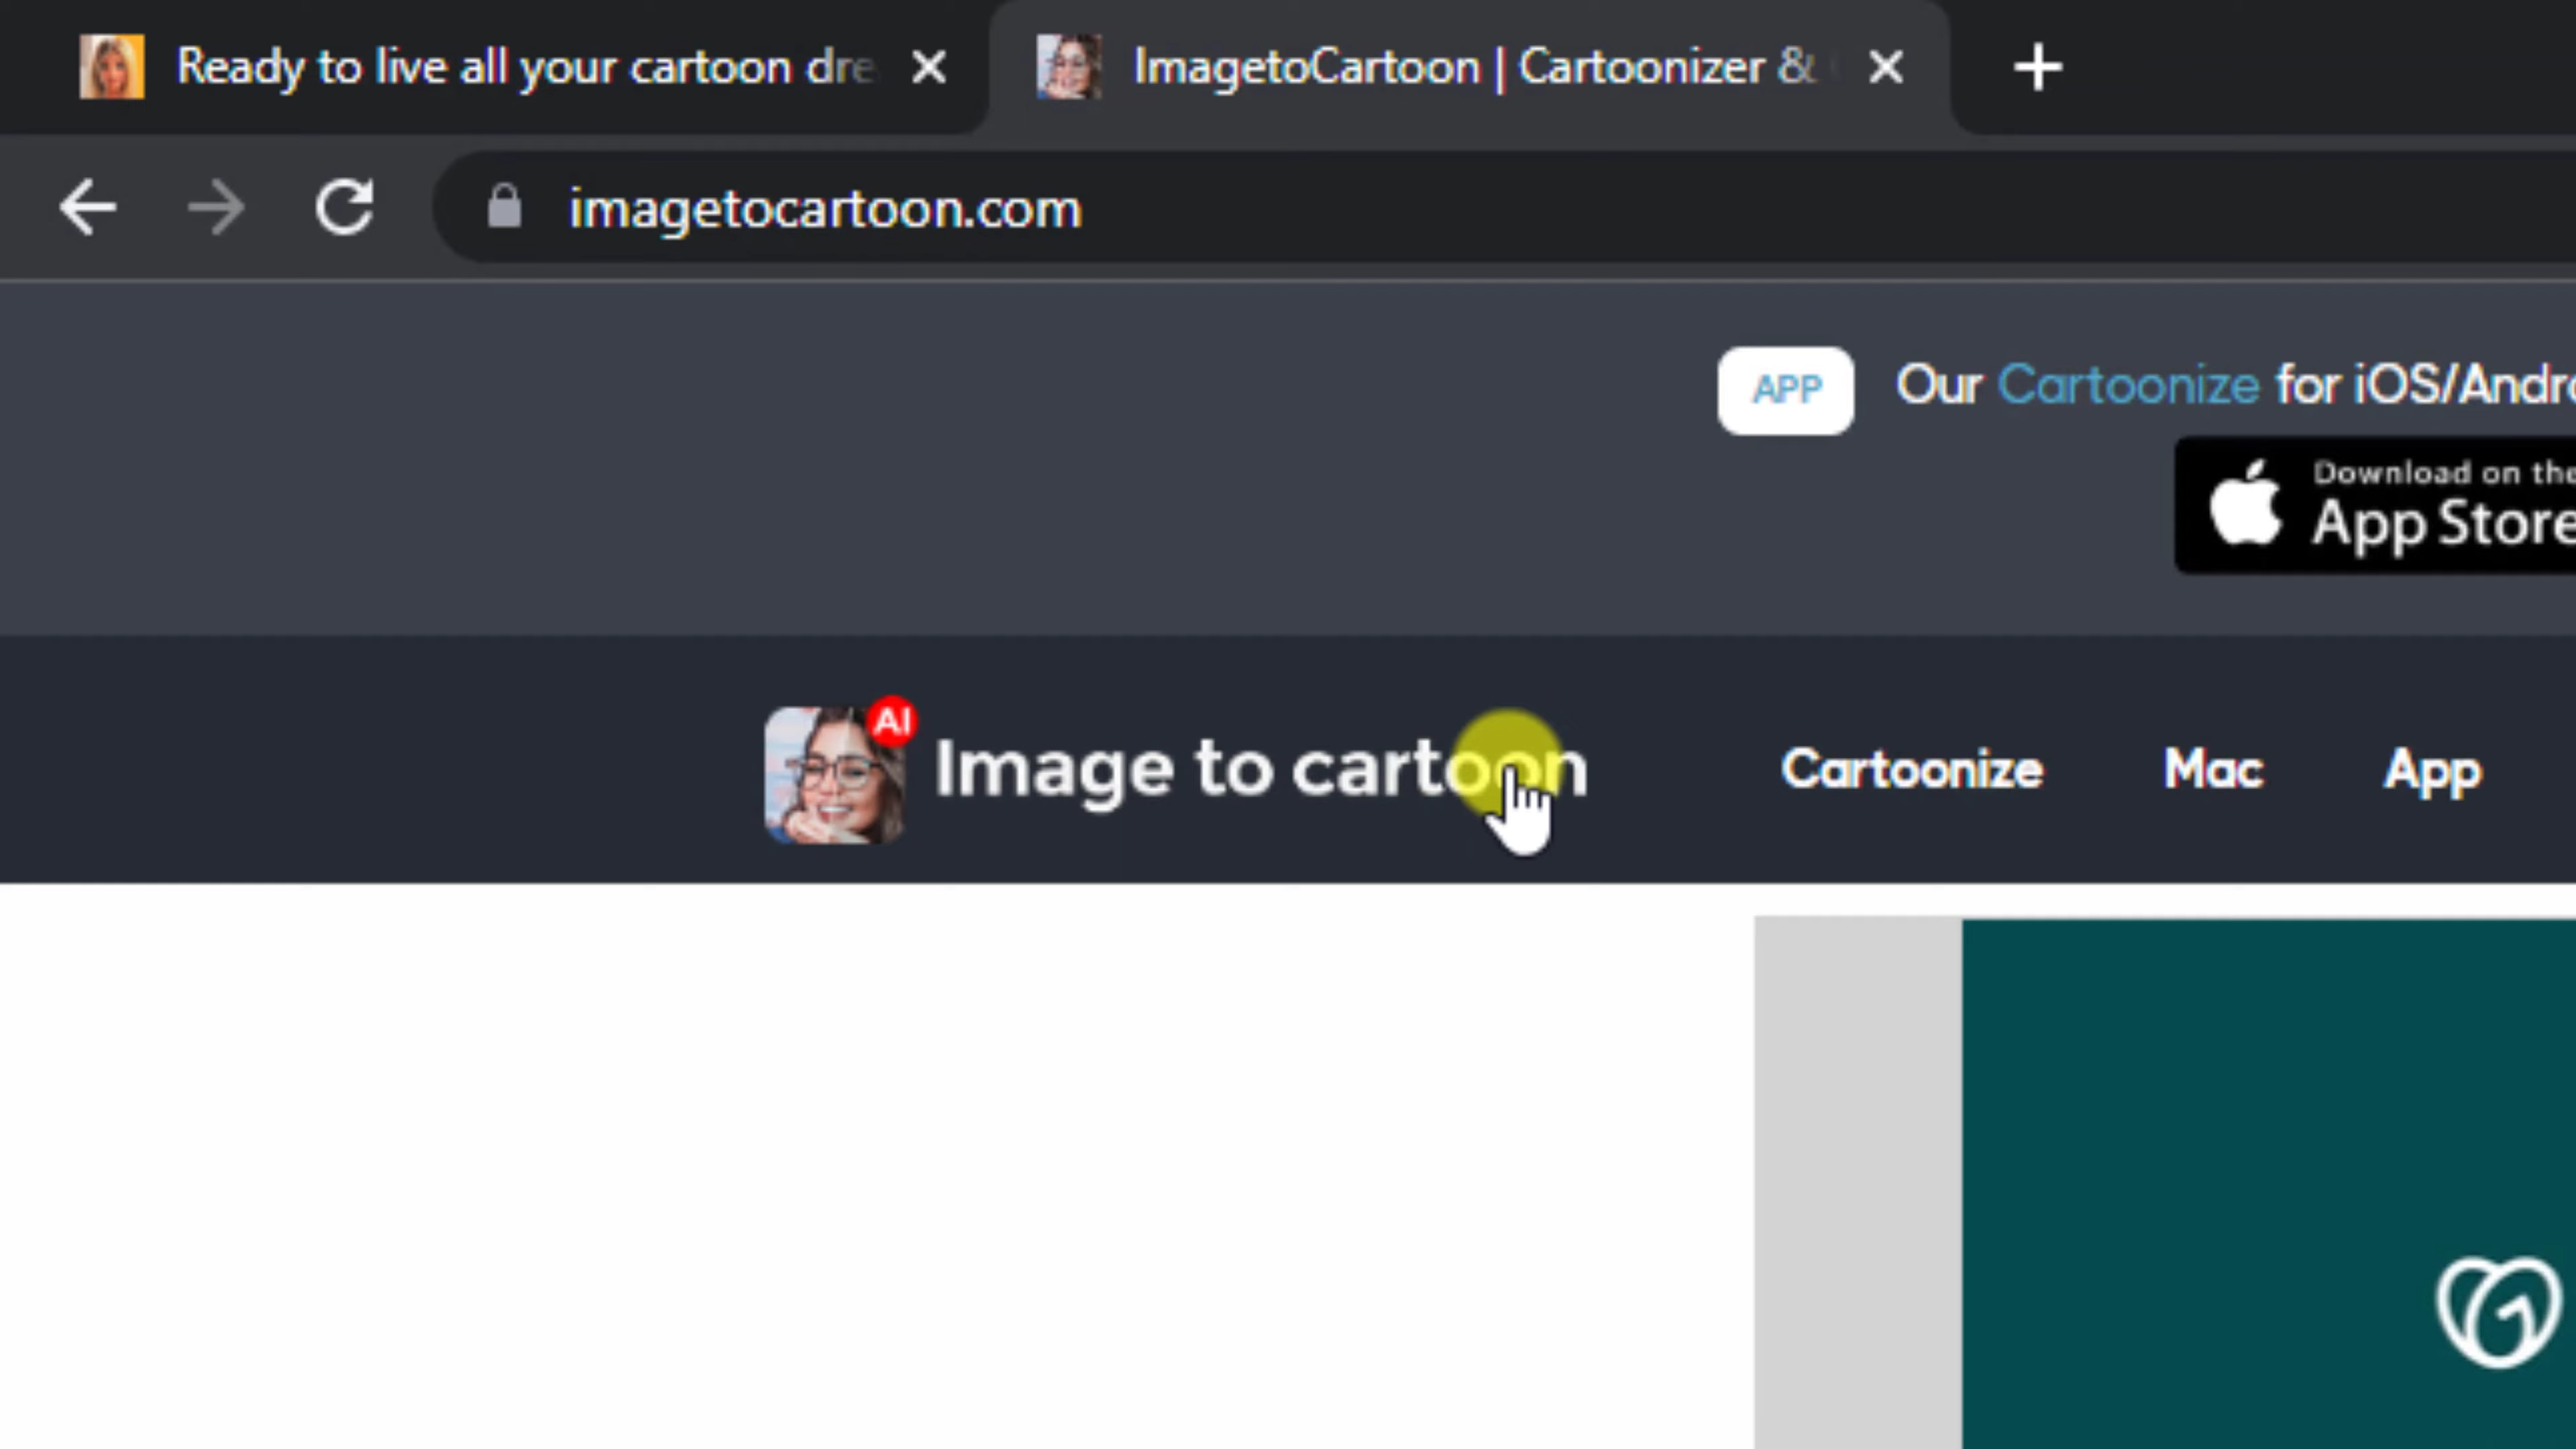 Ready to live all your cartoon dre
ImagetoCartoon | Cartoonizer &
imagetocartoon.com
APP
Our Cartoonize for iOS/Andro
Download on the
App Store
AI
Image to cartoon
Cartoonize
Mac
App